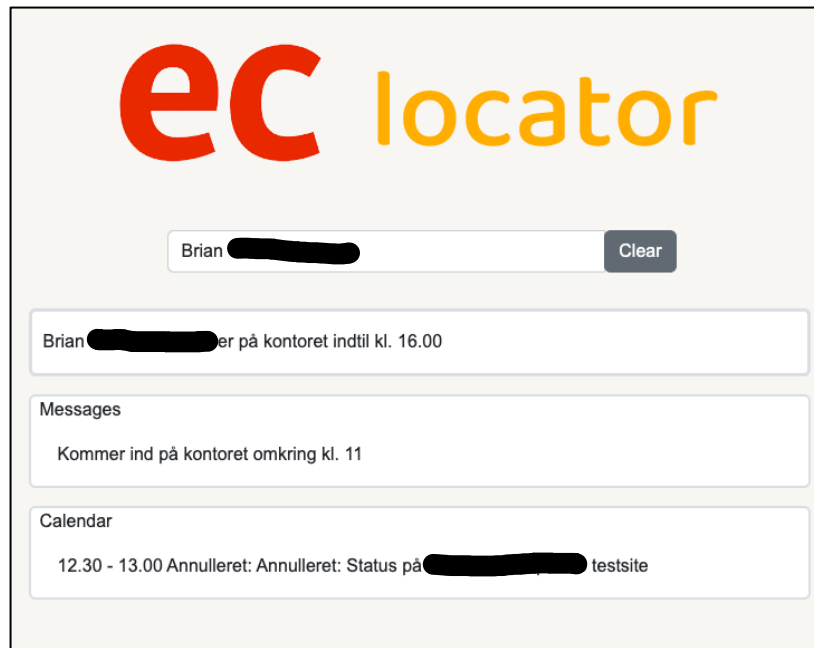 ec locator
Brian
Clear
Brian er på kontoret indtil kl. 16.00
Messages
Kommer ind på kontoret omkring kl. 11
Calendar
12.30 - 13.00 Annulleret: Annulleret: Status på testsite